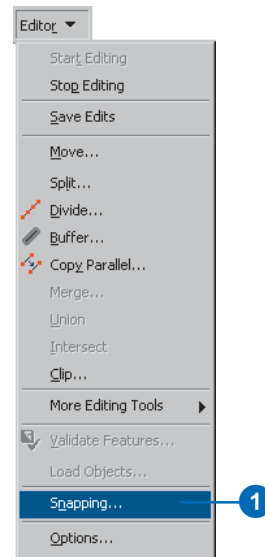 Editor
Start Editing
Stop Editing
Save Edits
Move...
Split...
Divide...
Buffer...
Copy Parallel...
Merge...
Union
Intersect
Clip...
More Editing Tools
Validate Features...
Load Objects...
Snapping...
1
Options...